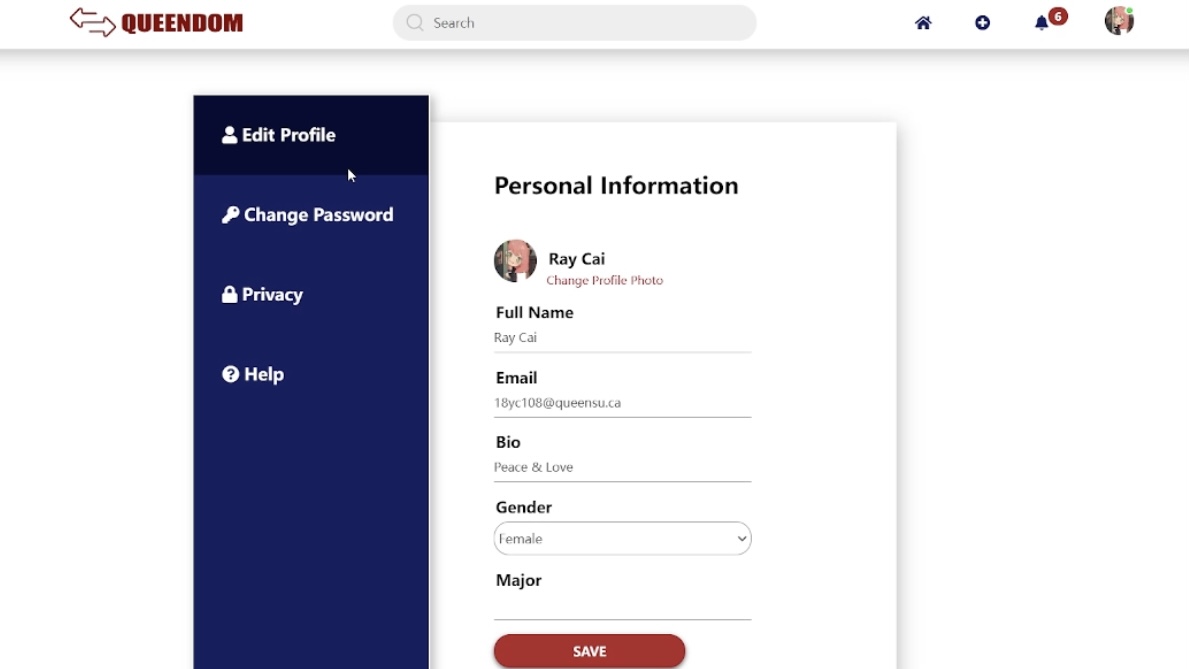 QUEENDOM
Search
6
Edit Profile
Change Password
Privacy
Help
Personal Information
Ray Cai
Change Profile Photo
Full Name
Ray Cai
Email
18yc108@queensu.ca
Bio
Peace & Love
Gender
Female
Major
SAVE